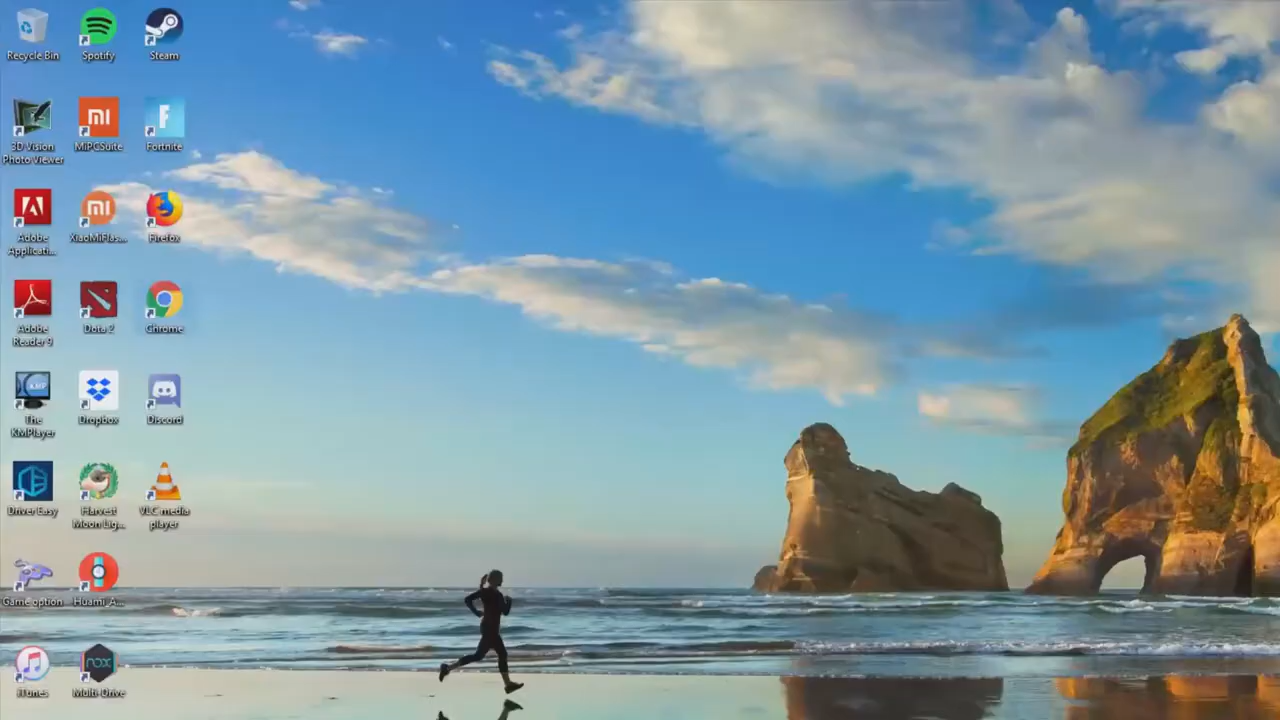 Recycle Bin
Spotify
Steam
3D Vision
Photo Viewer
MiPCSuite
Fortnite
Adobe
Applicati...
XiaoMiFlas...
Firefox
Adobe
Reader 9
Dota 2
Chrome
The
KMPlayer
Dropbox
Discord
Driver Easy
Harvest
Moon Lig...
VLC media
player
Game option
Huami_A...
iTunes
Multi-Drive